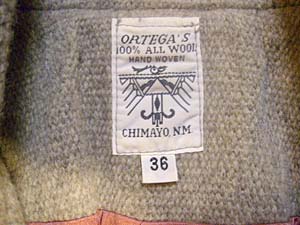 ORTEGA'S
100% ALL WOOL
HAND WOVEN
CHIMAYO, N.M.
36